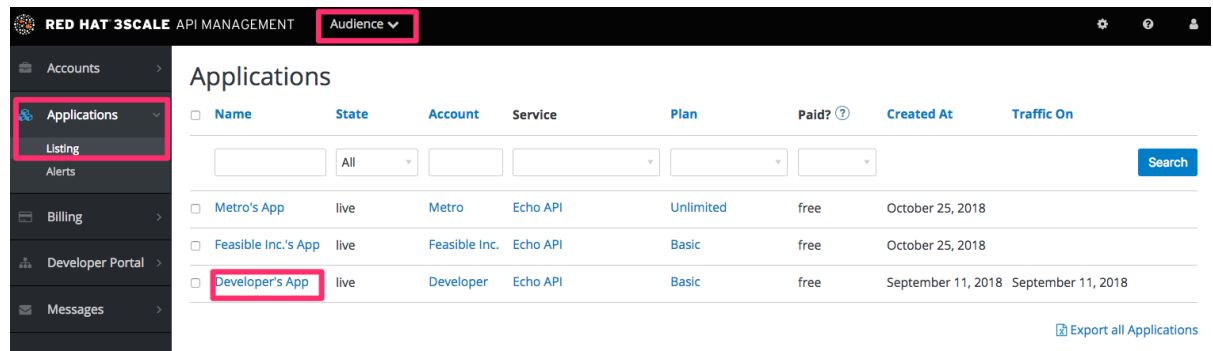 RED HAT 3SCALE API MANAGEMENT Audience
Accounts
Applications
Listing
Alerts
Billing
Developer Portal
Messages
Applications
Name State Account Service Plan Paid? ? Created At Traffic On
All Search
Metro's App live Metro Echo API Unlimited free October 25, 2018
Feasible Inc.'s App live Feasible Inc. Echo API Basic free October 25, 2018
Developer's App live Developer Echo API Basic free September 11, 2018 September 11, 2018
Export all Applications